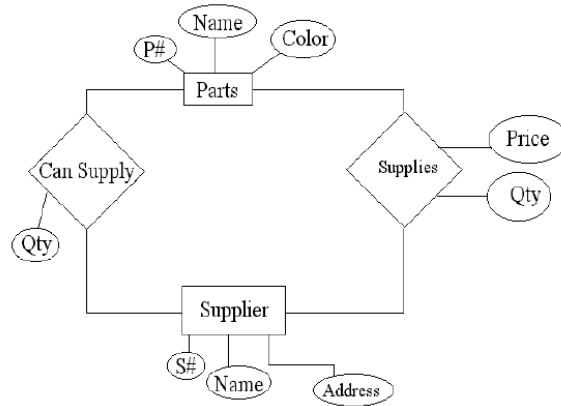 Name
Color
P#
Parts
Can Supply
Supplies
Price
Qty
Qty
Supplier
S#
Name
Address